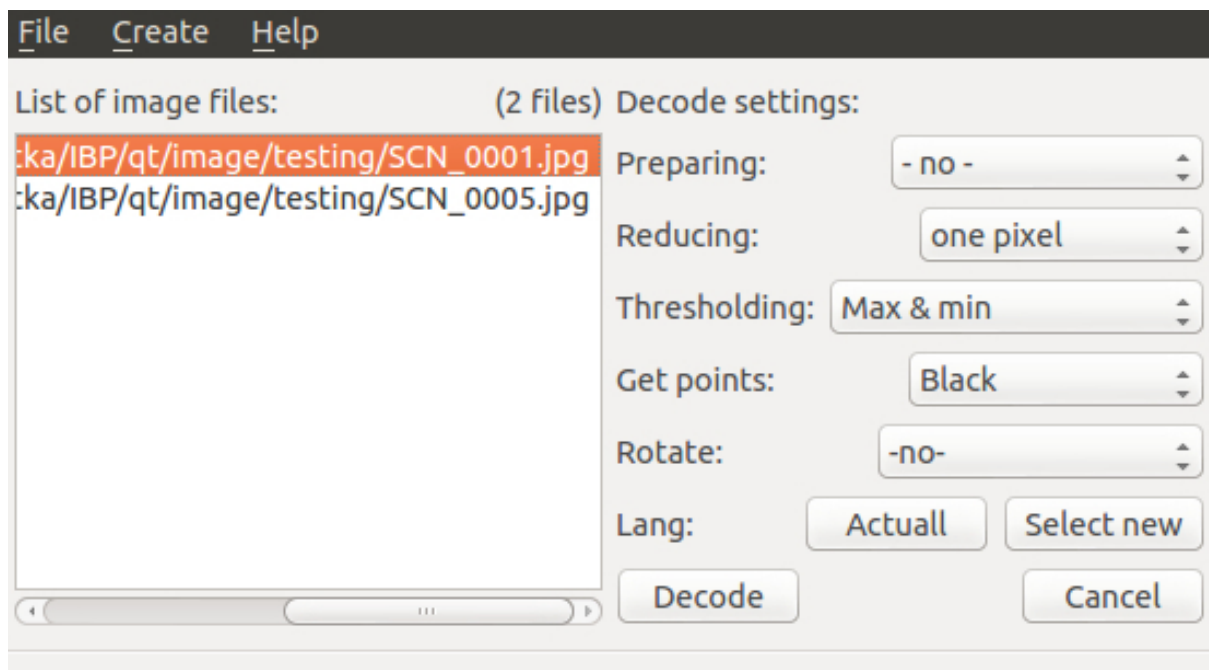 File Create Help
List of image files: (2 files)
tka/IBP/qt/image/testing/SCN_0001.jpg
tka/IBP/qt/image/testing/SCN_0005.jpg
Decode settings:
Preparing: - no -
Reducing: one pixel
Thresholding: Max & min
Get points: Black
Rotate: -no-
Lang: Actuall Select new
Decode Cancel